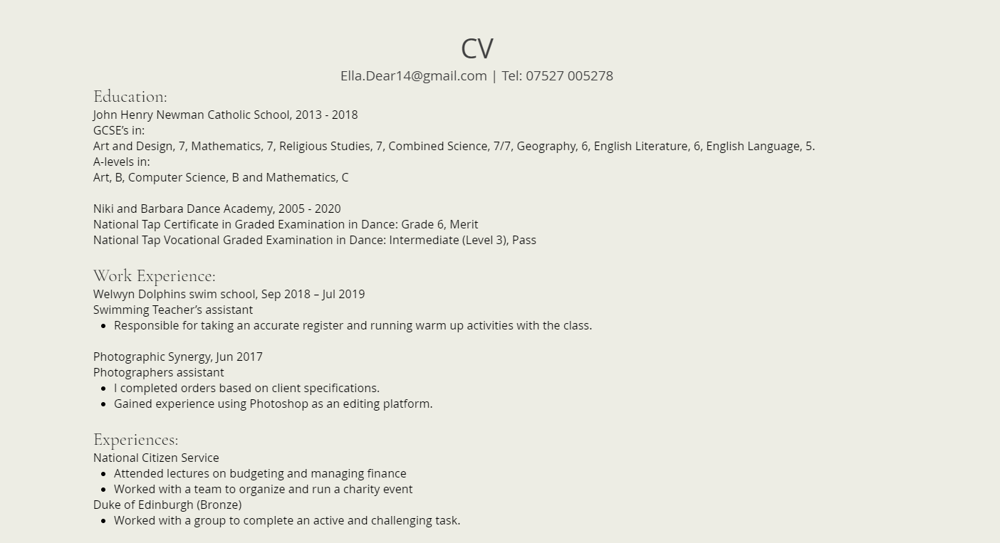 CV
Ella.Dear14@gmail.com | Tel: 07527 005278
Education:
John Henry Newman Catholic School, 2013 - 2018
GCSE’s in:
Art and Design, 7, Mathematics, 7, Religious Studies, 7, Combined Science, 7/7, Geography, 6, English Literature, 6, English Language, 5.
A-levels in:
Art, B, Computer Science, B and Mathematics, C
Niki and Barbara Dance Academy, 2005 - 2020
National Tap Certificate in Graded Examination in Dance: Grade 6, Merit
National Tap Vocational Graded Examination in Dance: Intermediate (Level 3), Pass
Work Experience:
Welwyn Dolphins swim school, Sep 2018 – Jul 2019
Swimming Teacher’s assistant
• Responsible for taking an accurate register and running warm up activities with the class.
Photographic Synergy, Jun 2017
Photographers assistant
• I completed orders based on client specifications.
• Gained experience using Photoshop as an editing platform.
Experiences:
National Citizen Service
• Attended lectures on budgeting and managing finance
• Worked with a team to organize and run a charity event
Duke of Edinburgh (Bronze)
• Worked with a group to complete an active and challenging task.